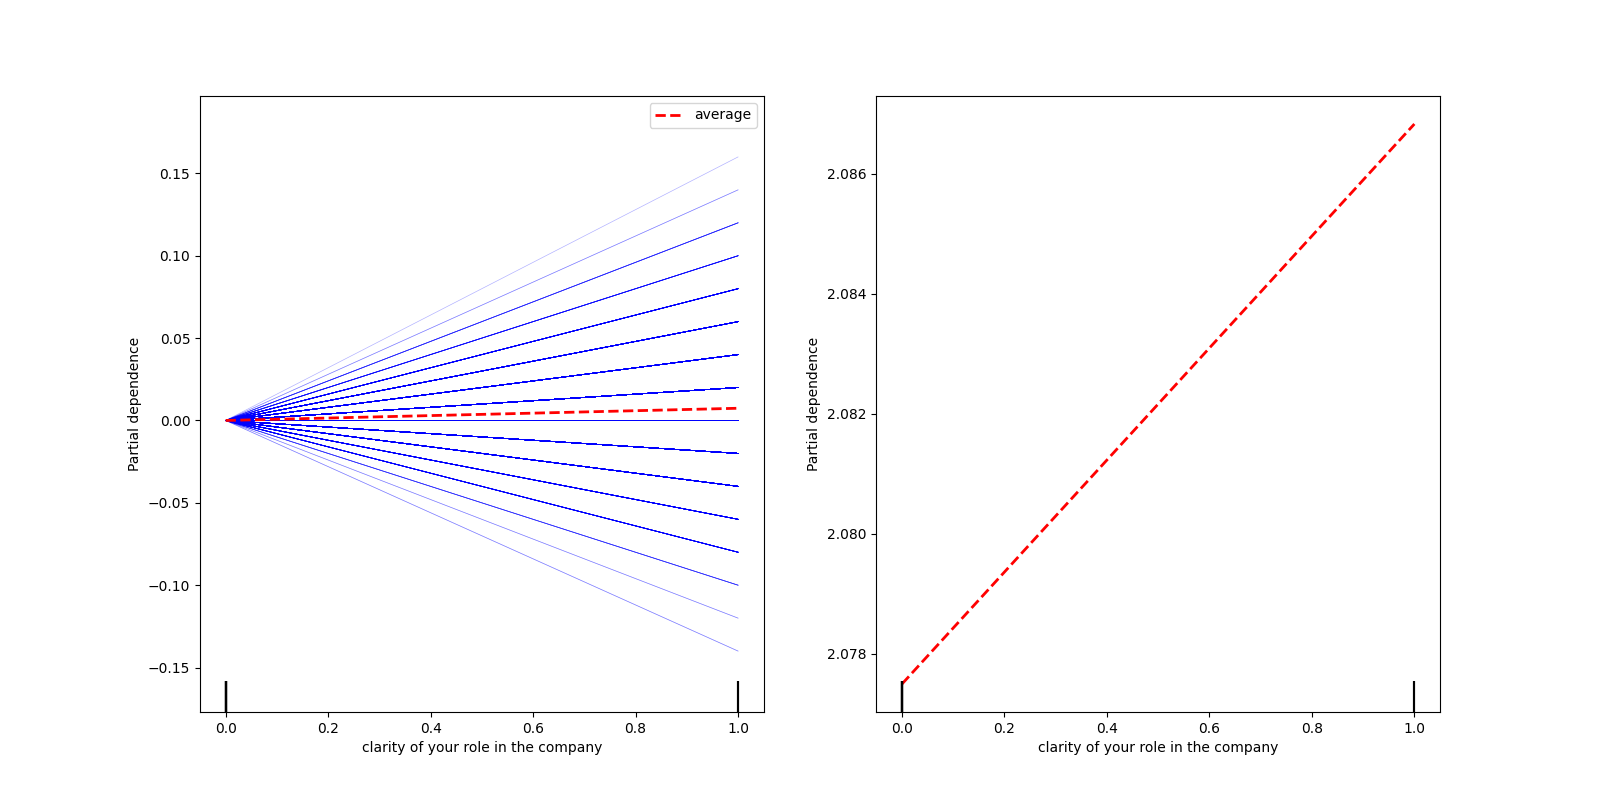 average
0.15
0.10
0.05
0.00
−0.05
−0.10
−0.15
Partial dependence
0.0 0.2 0.4 0.6 0.8 1.0
clarity of your role in the company
2.086
2.084
2.082
2.080
2.078
Partial dependence
0.0 0.2 0.4 0.6 0.8 1.0
clarity of your role in the company